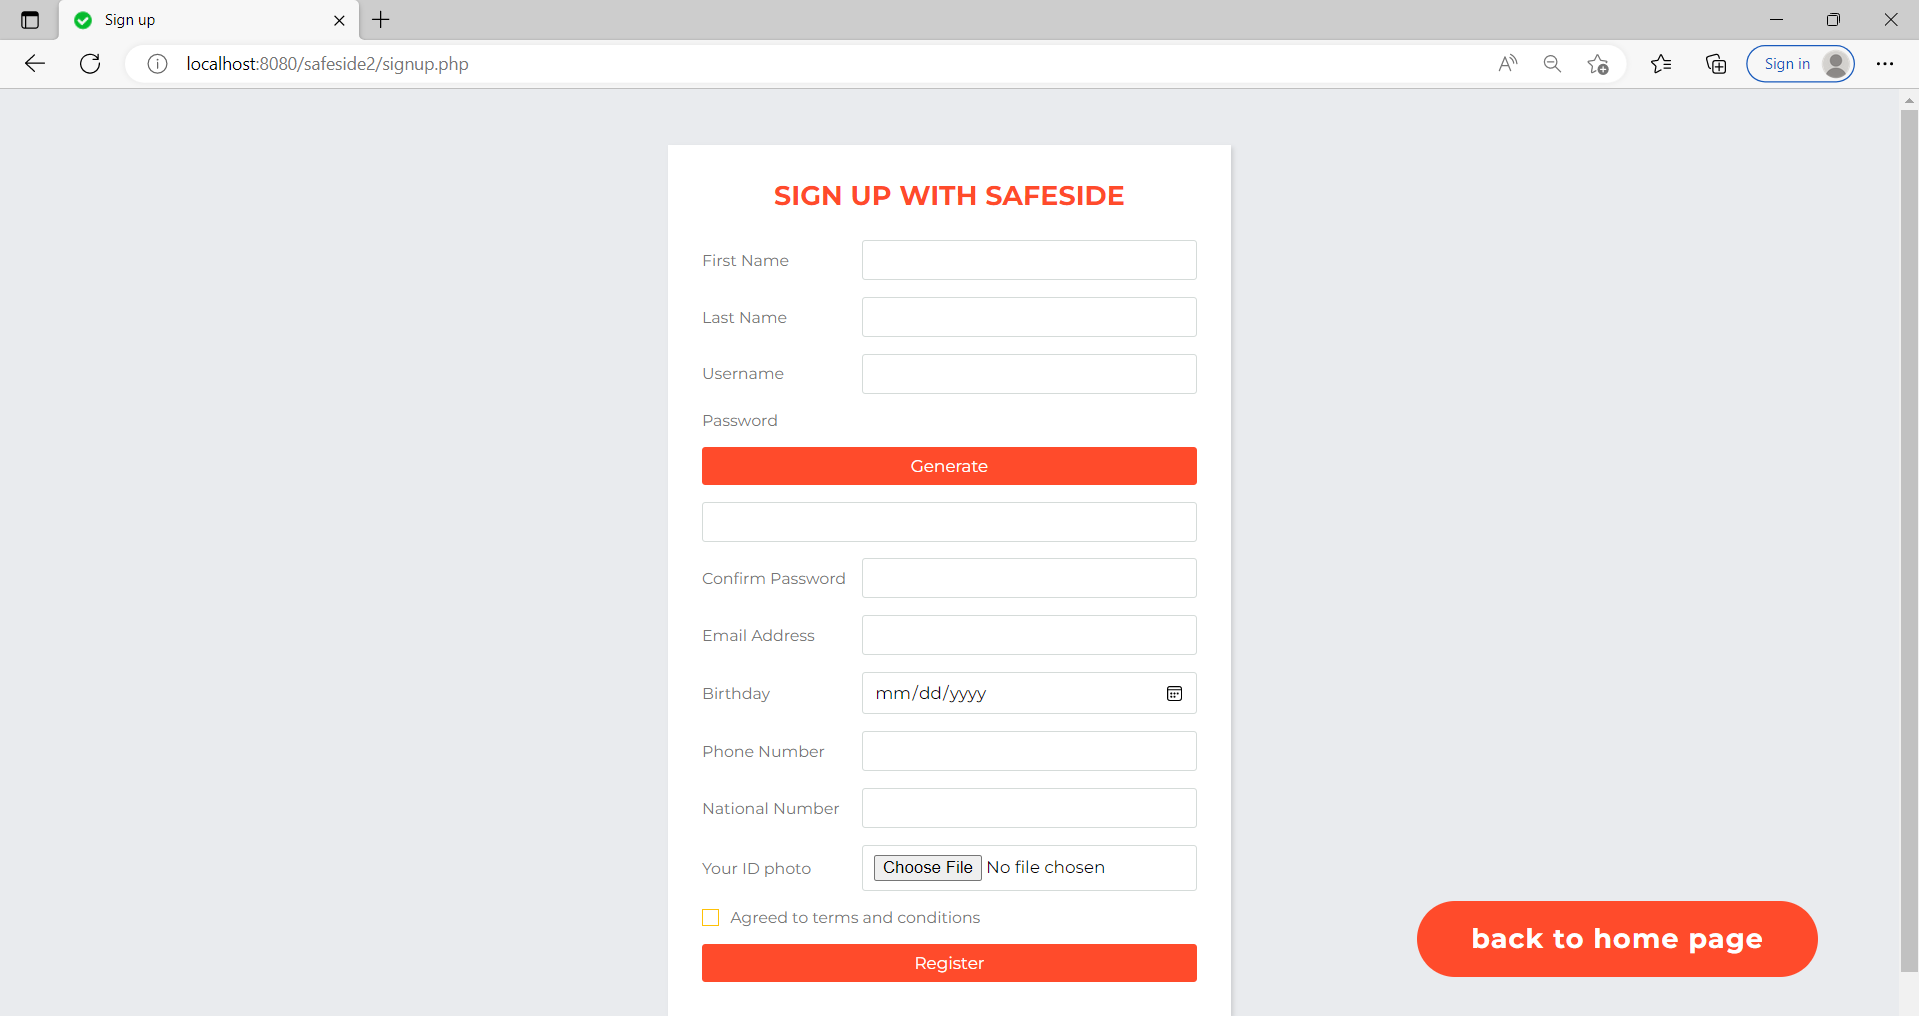 Sign up
localhost:8080/safeside2/signup.php
Sign in
SIGN UP WITH SAFESIDE
First Name
Last Name
Username
Password
Generate
Confirm Password
Email Address
Birthday mm/dd/yyyy
Phone Number
National Number
Your ID photo Choose File No file chosen
Agreed to terms and conditions
Register
back to home page